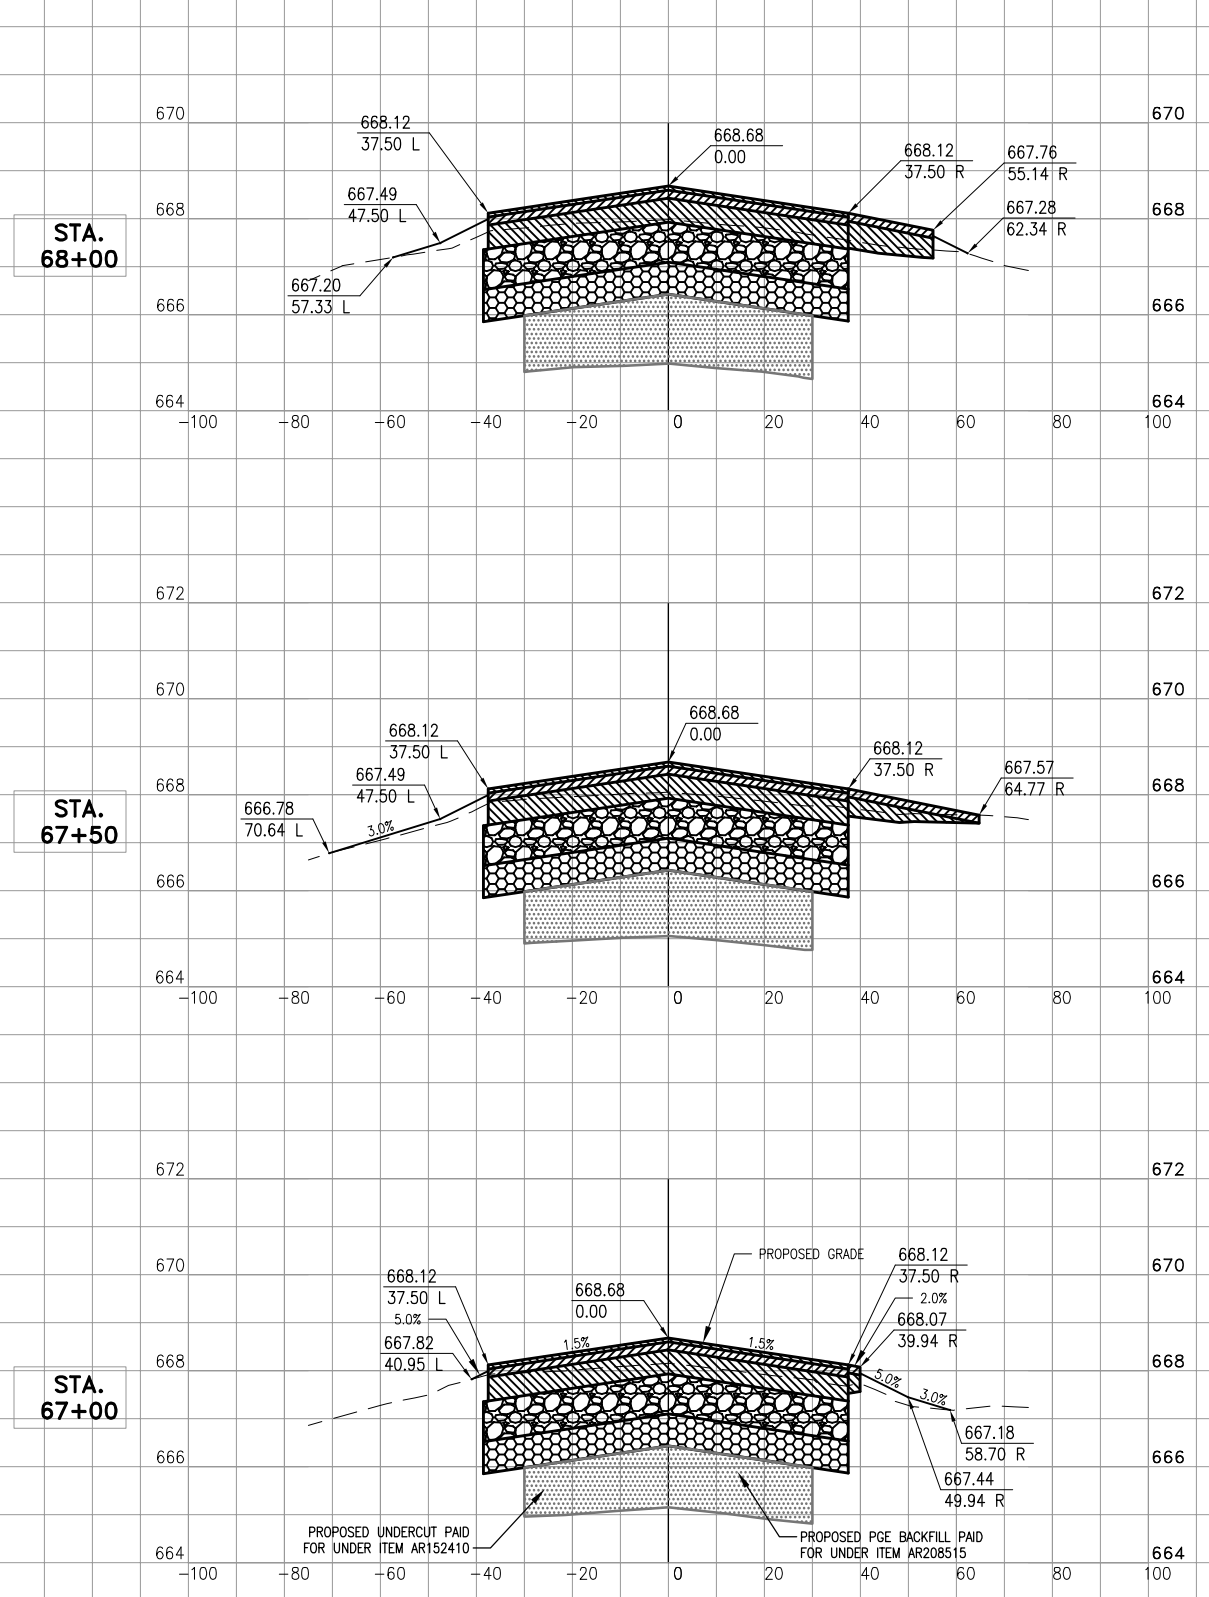 670
670
668.12
37.50 L
668.68
0.00
668.12
37.50 R
667.76
55.14 R
667.49
47.50 L
667.28
62.34 R
668
668
STA.
68+00
667.20
57.33 L
666
666
664
664
-100 -80 -60 -40 -20 0 20 40 60 80 100
672
672
670
670
668.68
0.00
668.12
37.50 L
668.12
37.50 R
667.49
47.50 L
667.57
64.77 R
668
668
STA.
67+50
666.78
70.64 L
3.0%
666
666
664
664
-100 -80 -60 -40 -20 0 20 40 60 80 100
672
672
PROPOSED GRADE
670
670
668.12
37.50 L
668.68
0.00
668.12
37.50 R
5.0%
2.0%
667.82
40.95 L
1.5%
1.5%
668.07
39.94 R
668
668
STA.
67+00
5.0%
3.0%
667.18
58.70 R
666
666
667.44
49.94 R
PROPOSED UNDERCUT PAID
FOR UNDER ITEM AR152410
PROPOSED PGE BACKFILL PAID
FOR UNDER ITEM AR208515
664
664
-100 -80 -60 -40 -20 0 20 40 60 80 100